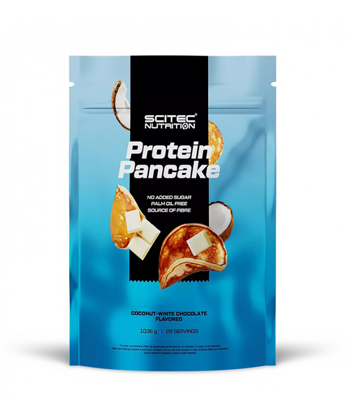 SCITEC
NUTRITION
Protein
Pancake
NO ADDED SUGAR
PALM OIL FREE
SOURCE OF FIBRE
COCONUT-WHITE CHOCOLATE
FLAVORED
1036 g | 28 SERVINGS